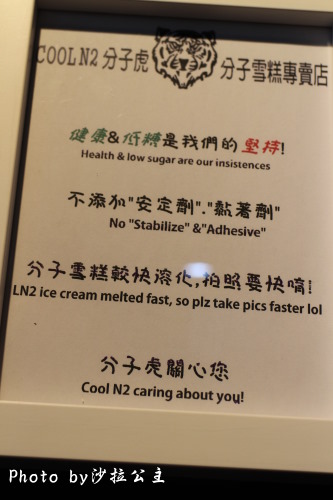 COOL N2 分子虎 分子雪糕專賣店
健康&低糖是我們的堅持!
Health & low sugar are our insistences
不添加"安定劑"."黏著劑"
No "Stabilize" &"Adhesive"
分子雪糕較快溶化,拍照要快唷!
LN2 ice cream melted fast, so plz take pics faster lol
分子虎關心您
Cool N2 caring about you!
Photo by沙拉公主